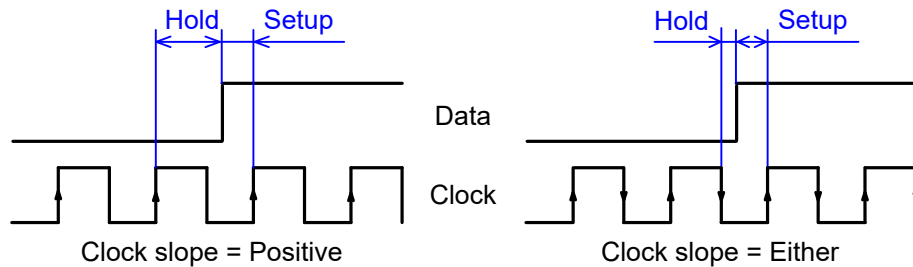 Hold Setup
Hold Setup
Data
Clock
Clock slope = Positive
Clock slope = Either